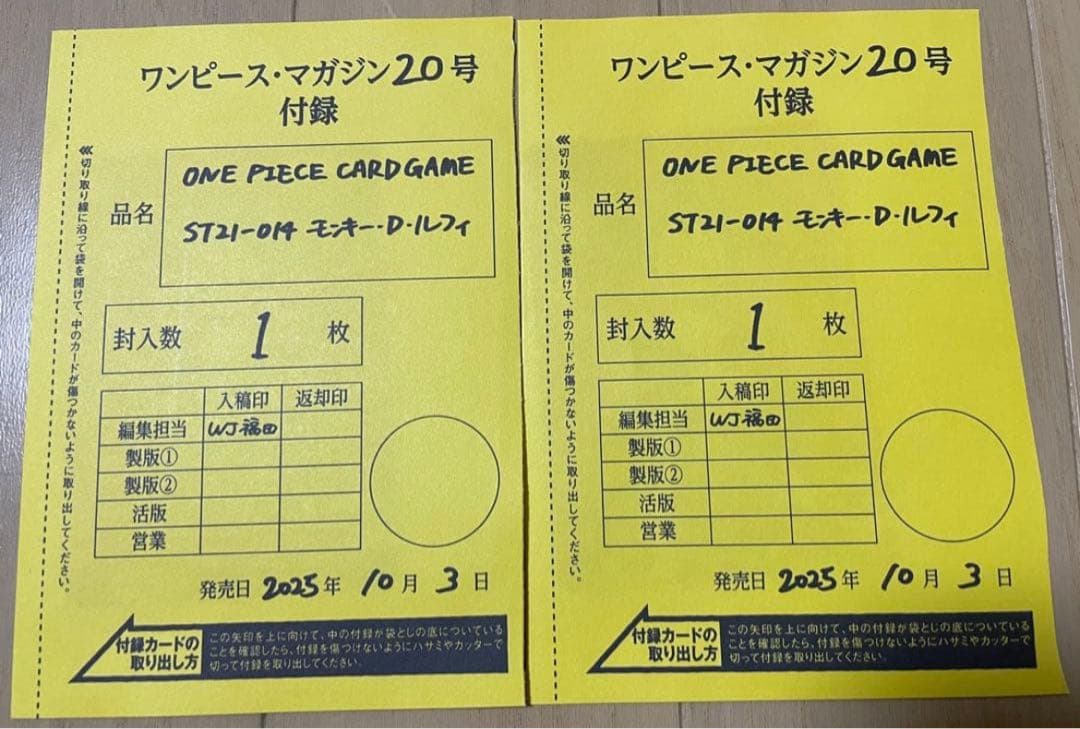 ワンピース・マガジン20号
付録
≪切り取り線に沿って袋を開けて、中のカードが傷つかないように取り出してください。
品名
ONE PIECE CARD GAME
ST21-014 モンキー・D・ルフィ
封入数 1 枚
入稿印 返却印
編集担当 WJ福田
製版①
製版②
活版
営業
発売日 2025年 10月 3日
付録カードの
取り出し方
この矢印を上に向けて、中の付録が袋とじの底についている
ことを確認したら、付録を傷つけないようにハサミやカッターで
切って付録を取り出してください。
ワンピース・マガジン20号
付録
≪切り取り線に沿って袋を開けて、中のカードが傷つかないように取り出してください。
品名
ONE PIECE CARD GAME
ST21-014 モンキー・D・ルフィ
封入数 1 枚
入稿印 返却印
編集担当 WJ福田
製版①
製版②
活版
営業
発売日 2025年 10月 3日
付録カードの
取り出し方
この矢印を上に向けて、中の付録が袋とじの底についている
ことを確認したら、付録を傷つけないようにハサミやカッターで
切って付録を取り出してください。